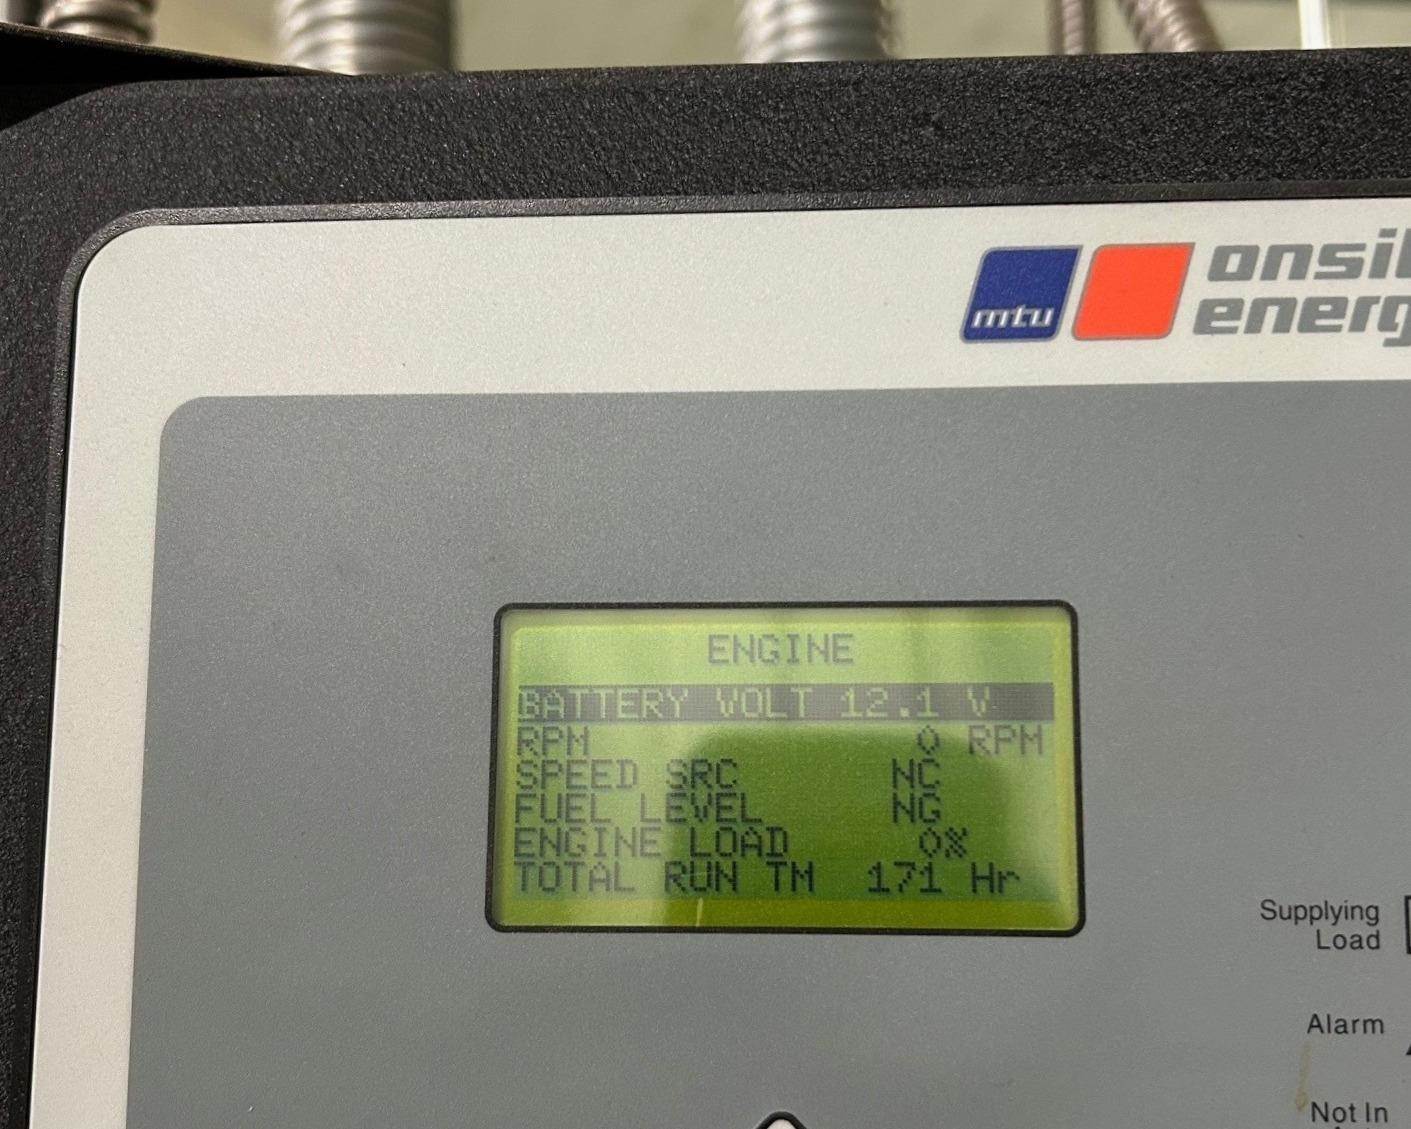 mtu
energ
ENGINE
BATTERY VOLT 12.1 V
RPM 0 RPM
SPEED SRC NC
FUEL LEVEL NG
ENGINE LOAD 0%
TOTAL RUN TM 171 Hr
Supplying
Load
Alarm
Not In